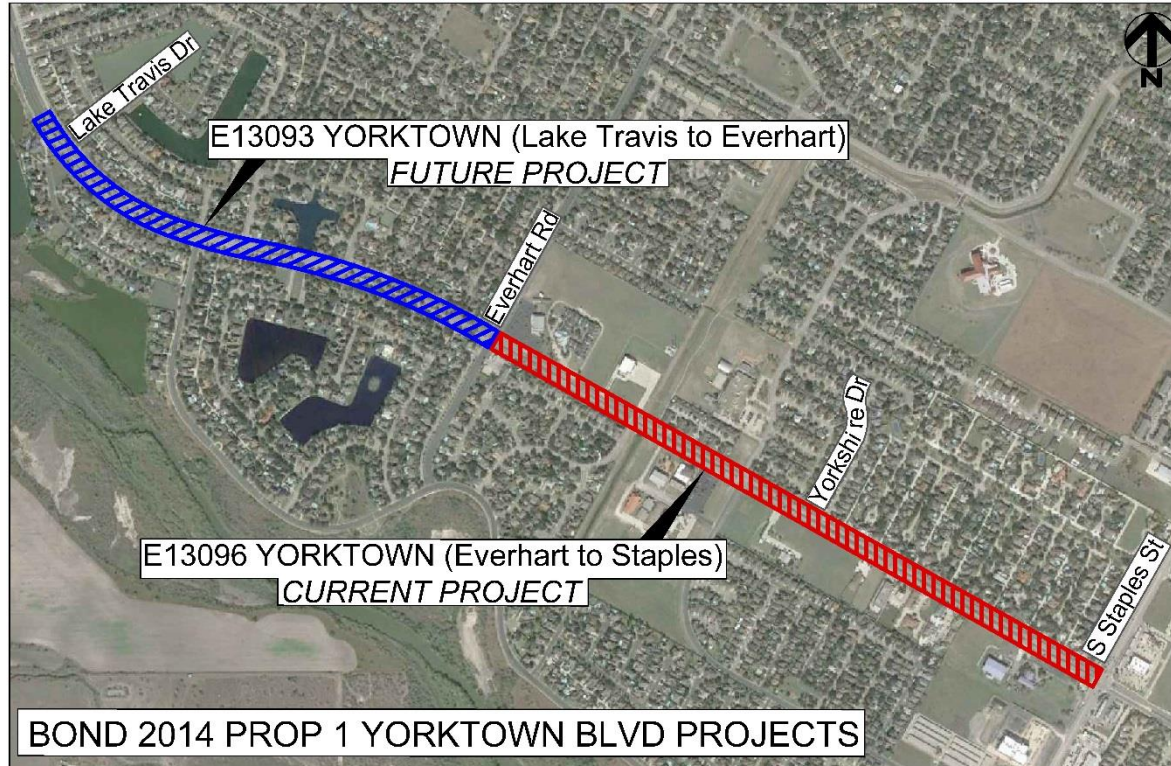 N
Lake Travis Dr
E13093 YORKTOWN (Lake Travis to Everhart)
FUTURE PROJECT
Everhart Rd
Yorkshi re Dr
E13096 YORKTOWN (Everhart to Staples)
CURRENT PROJECT
S Staples St
BOND 2014 PROP 1 YORKTOWN BLVD PROJECTS